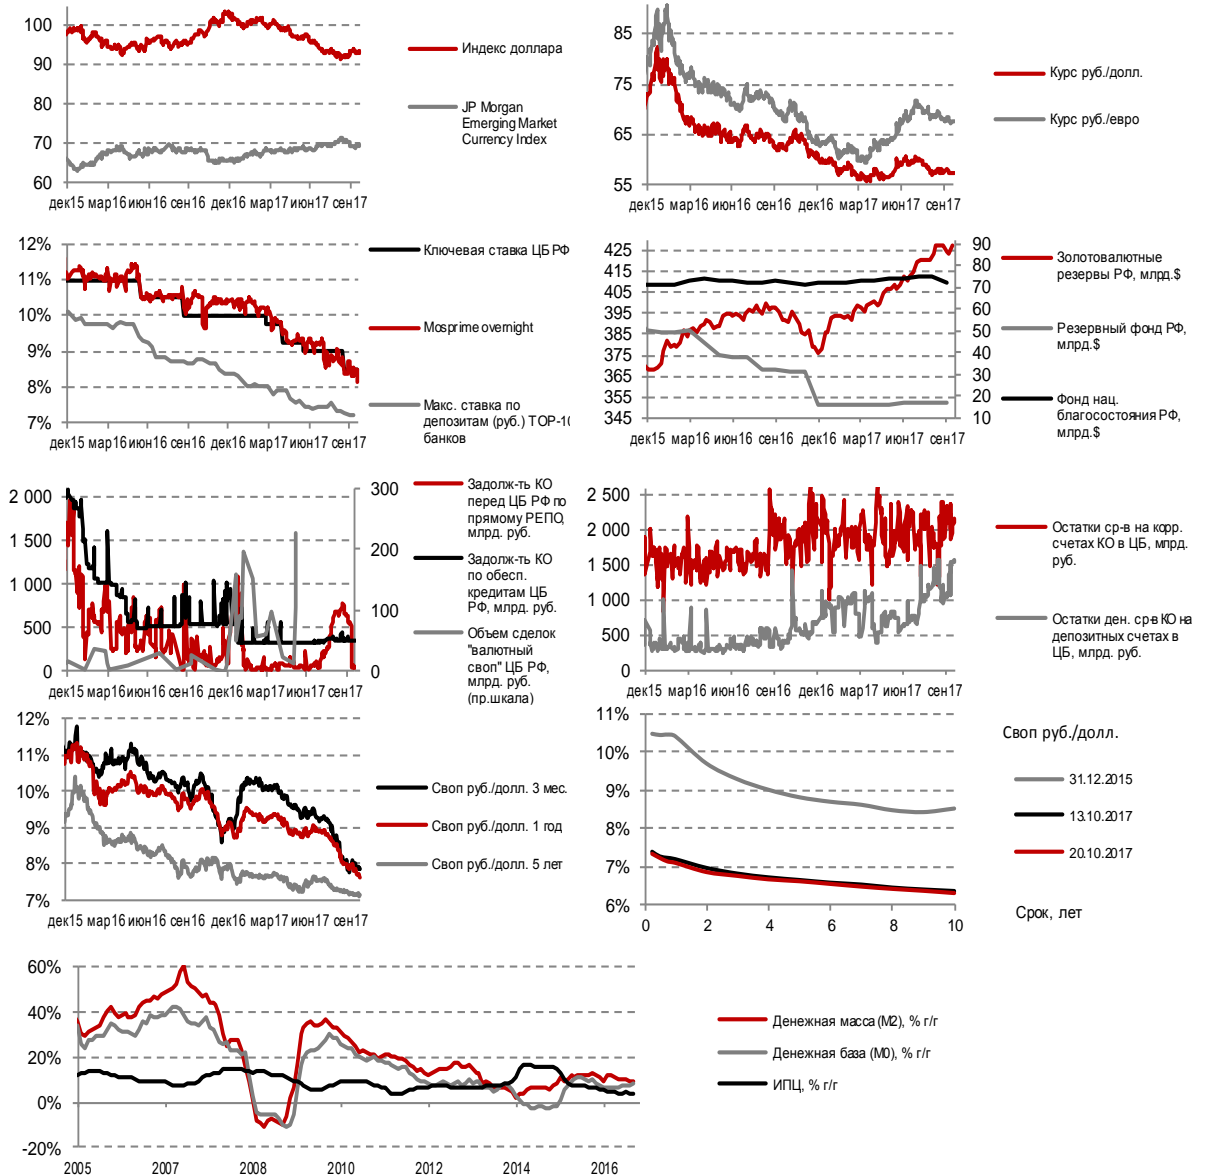 100
90
80
70
60
дек15 мар16 июн16 сен16 дек16 мар17 июн17 сен17
Индекс доллара
JP Morgan
Emerging Market
Currency Index
85
75
65
55
дек15 мар16 июн16 сен16 дек16 мар17 июн17 сен17
Курс руб./долл.
Курс руб./евро
12%
11%
10%
9%
8%
7%
дек15 мар16 июн16 сен16 дек16 мар17 июн17 сен17
Ключевая ставка ЦБ РФ
Mosprime overnight
Макс. ставка по
депозитам (руб.) TOP-10
банков
425
415
405
395
385
375
365
355
345
90
80
70
60
50
40
30
20
10
дек15 мар16 июн16 сен16 дек16 мар17 июн17 сен17
Золотовалютные
резервы РФ, млрд.$
Резервный фонд РФ,
млрд.$
Фонд нац.
благосостояния РФ,
млрд.$
2 000
1 500
1 000
500
0
300
200
100
0
дек15 мар16 июн16 сен16 дек16 мар17 июн17 сен17
Задолж-ть КО
перед ЦБ РФ по
прямому РЕПО,
млрд. руб.
Задолж-ть КО
по обесп.
кредитам ЦБ
РФ, млрд. руб.
Объем сделок
"валютный
своп" ЦБ РФ,
млрд. руб.
(пр.шкала)
2 500
2 000
1 500
1 000
500
0
дек15 мар16 июн16 сен16 дек16 мар17 июн17 сен17
Остатки ср-в на корр.
счетах КО в ЦБ, млрд.
руб.
Остатки ден. ср-в КО на
депозитных счетах в
ЦБ, млрд. руб.
12%
11%
10%
9%
8%
7%
дек15 мар16 июн16 сен16 дек16 мар17 июн17 сен17
Своп руб./долл. 3 мес.
Своп руб./долл. 1 год
Своп руб./долл. 5 лет
11%
10%
9%
8%
7%
6%
0 2 4 6 8 10
Своп руб./долл.
31.12.2015
13.10.2017
20.10.2017
Срок, лет
60%
40%
20%
0%
-20%
2005 2007 2008 2010 2012 2014 2016
Денежная масса (М2), % г/г
Денежная база (М0), % г/г
ИПЦ, % г/г